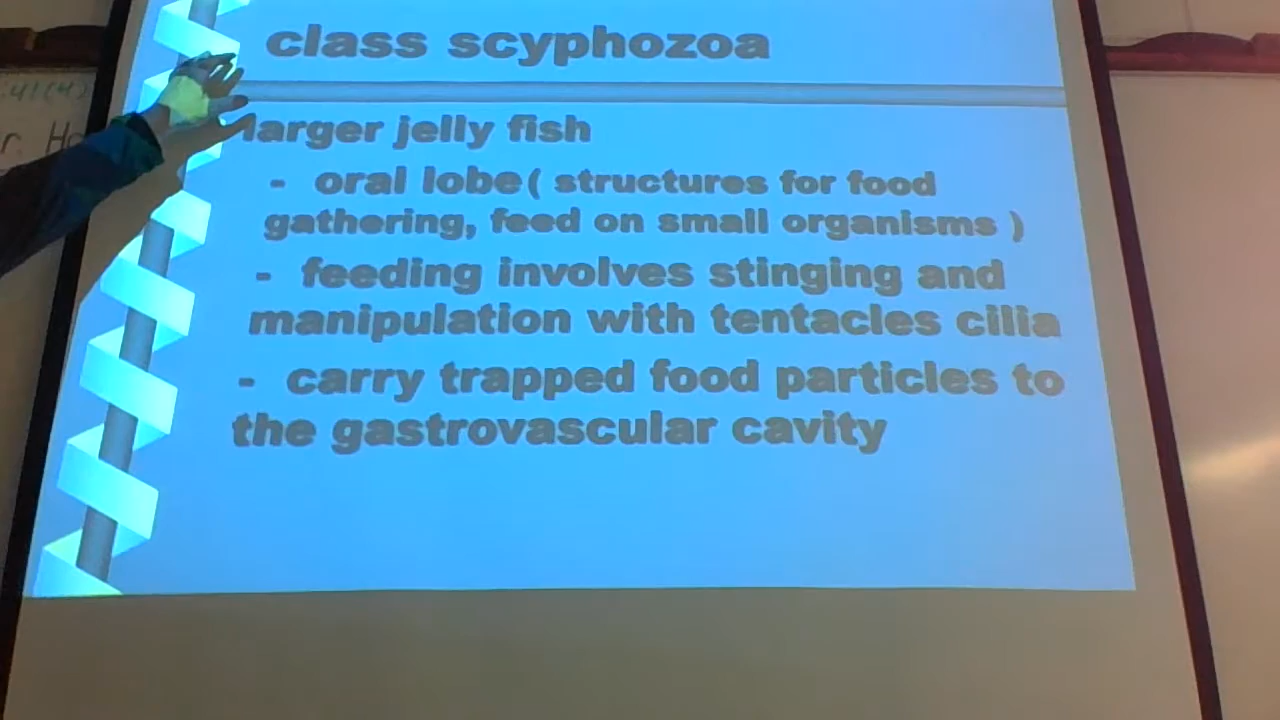 class scyphozoa
larger jelly fish
- oral lobe( structures for food
gathering, feed on small organisms )
- feeding involves stinging and
manipulation with tentacles cilia
- carry trapped food particles to
the gastrovascular cavity